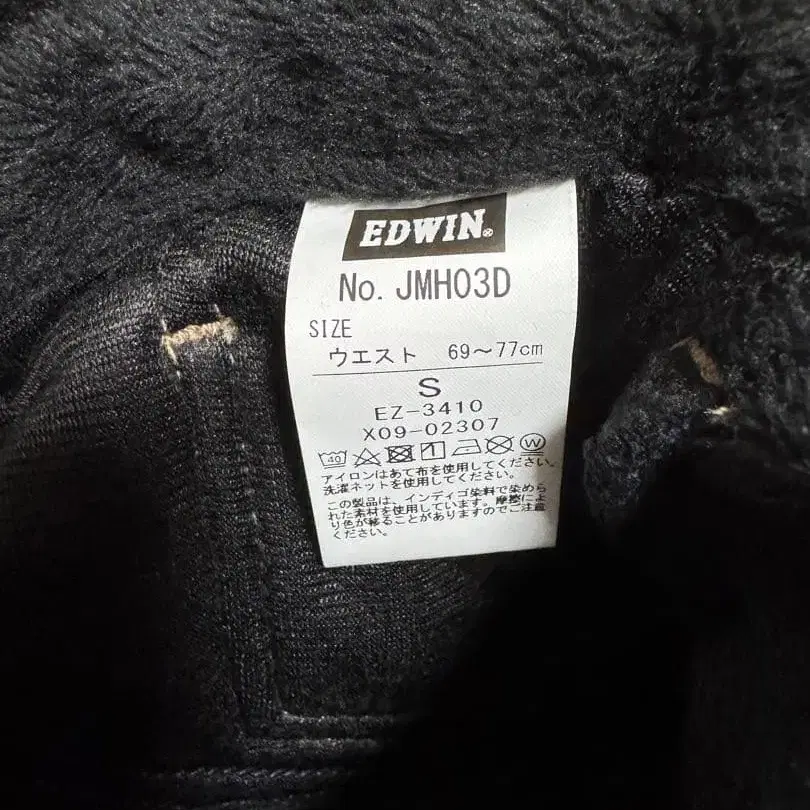 EDWIN®
No. JMH03D
SIZE
ウエスト 69〜77cm
S
EZ-3410
X09-02307
40 1 W
アイロンはあて布を使用してください。
洗濯ネットを使用してください。
この製品は、インディゴ染料で染めら
れた素材を使用しています。摩擦によ
り色が移ることがありますのでご注意
ください。